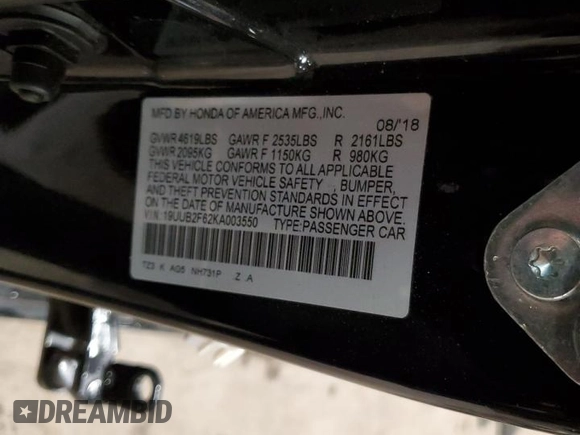 MFD.BY HONDA OF AMERICA MFG.,INC. 08/'18
GVWR 4619LBS GAWR F 2535LBS R 2161LBS
GVWR 2095KG GAWR F 1150KG R 980KG
THIS VEHICLE CONFORMS TO ALL APPLICABLE
FEDERAL MOTOR VEHICLE SAFETY , BUMPER,
AND THEFT PREVENTION STANDARDS IN EFFECT
ON THE DATE OF MANUFACTURE SHOWN ABOVE.
V.I.N:19UUB2F62KA003550 TYPE:PASSENGER CAR
T23 K A05 NH731P Z A
DREAMBID